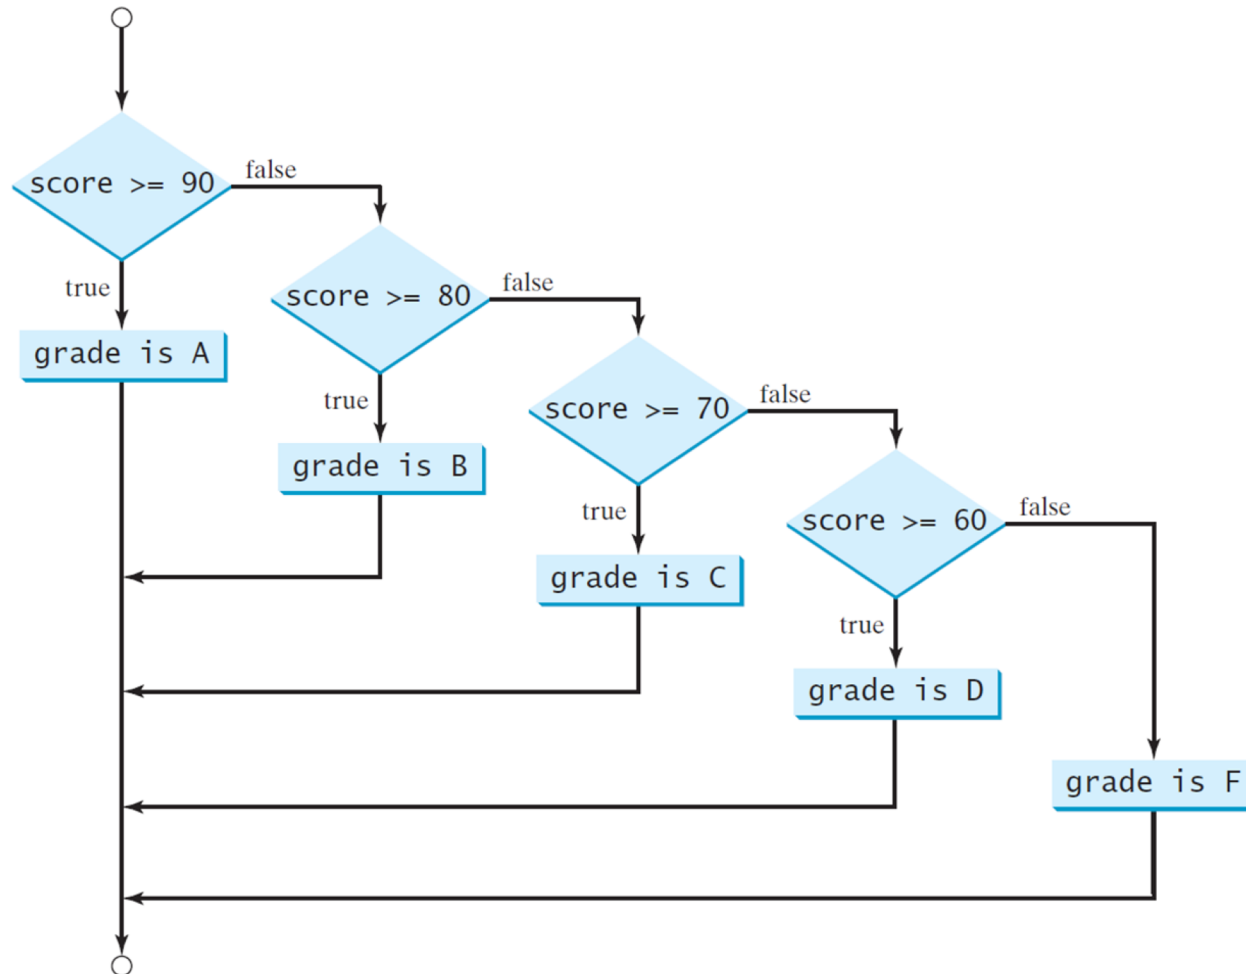 score >= 90
false
true
grade is A
score >= 80
false
true
grade is B
score >= 70
false
true
grade is C
score >= 60
false
true
grade is D
grade is F